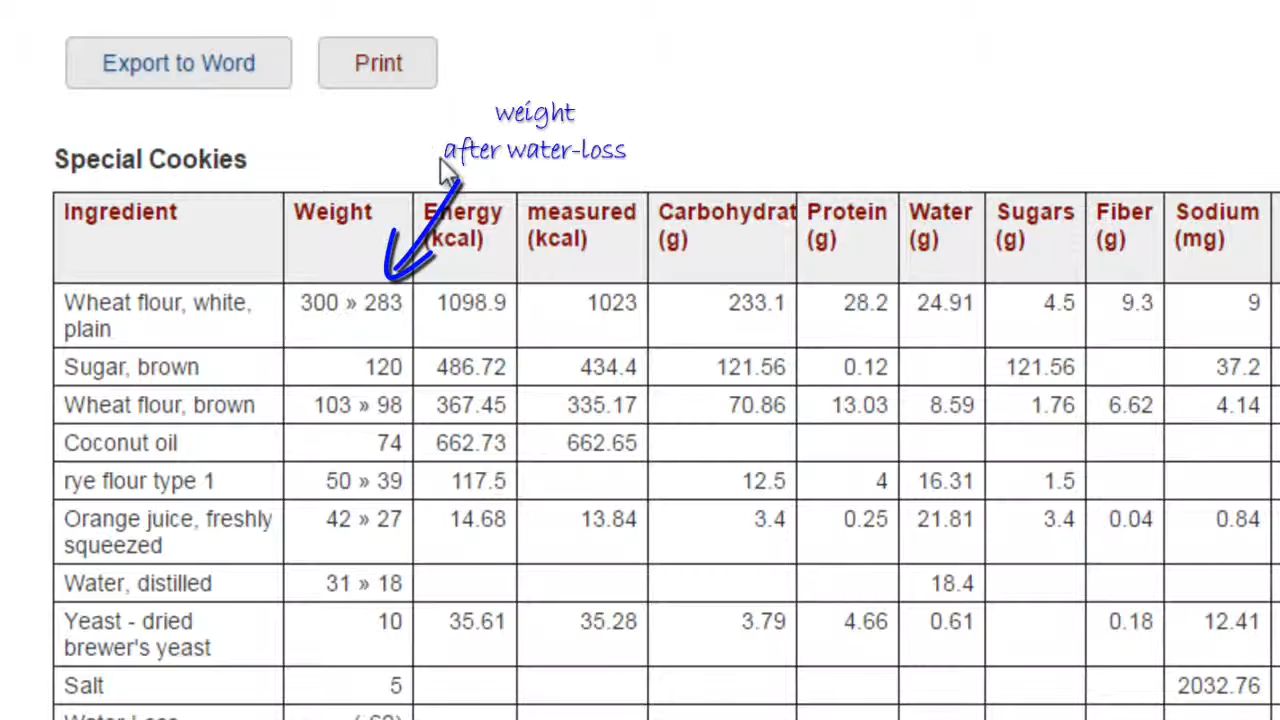 Export to Word Print
weight
after water-loss
Special Cookies
Ingredient Weight Energy (kcal) measured (kcal) Carbohydrat (g) Protein (g) Water (g) Sugars (g) Fiber (g) Sodium (mg)
Wheat flour, white, plain 300 » 283 1098.9 1023 233.1 28.2 24.91 4.5 9.3 9
Sugar, brown 120 486.72 434.4 121.56 0.12 121.56 37.2
Wheat flour, brown 103 » 98 367.45 335.17 70.86 13.03 8.59 1.76 6.62 4.14
Coconut oil 74 662.73 662.65
rye flour type 1 50 » 39 117.5 12.5 4 16.31 1.5
Orange juice, freshly squeezed 42 » 27 14.68 13.84 3.4 0.25 21.81 3.4 0.04 0.84
Water, distilled 31 » 18 18.4
Yeast - dried brewer's yeast 10 35.61 35.28 3.79 4.66 0.61 0.18 12.41
Salt 5 2032.76